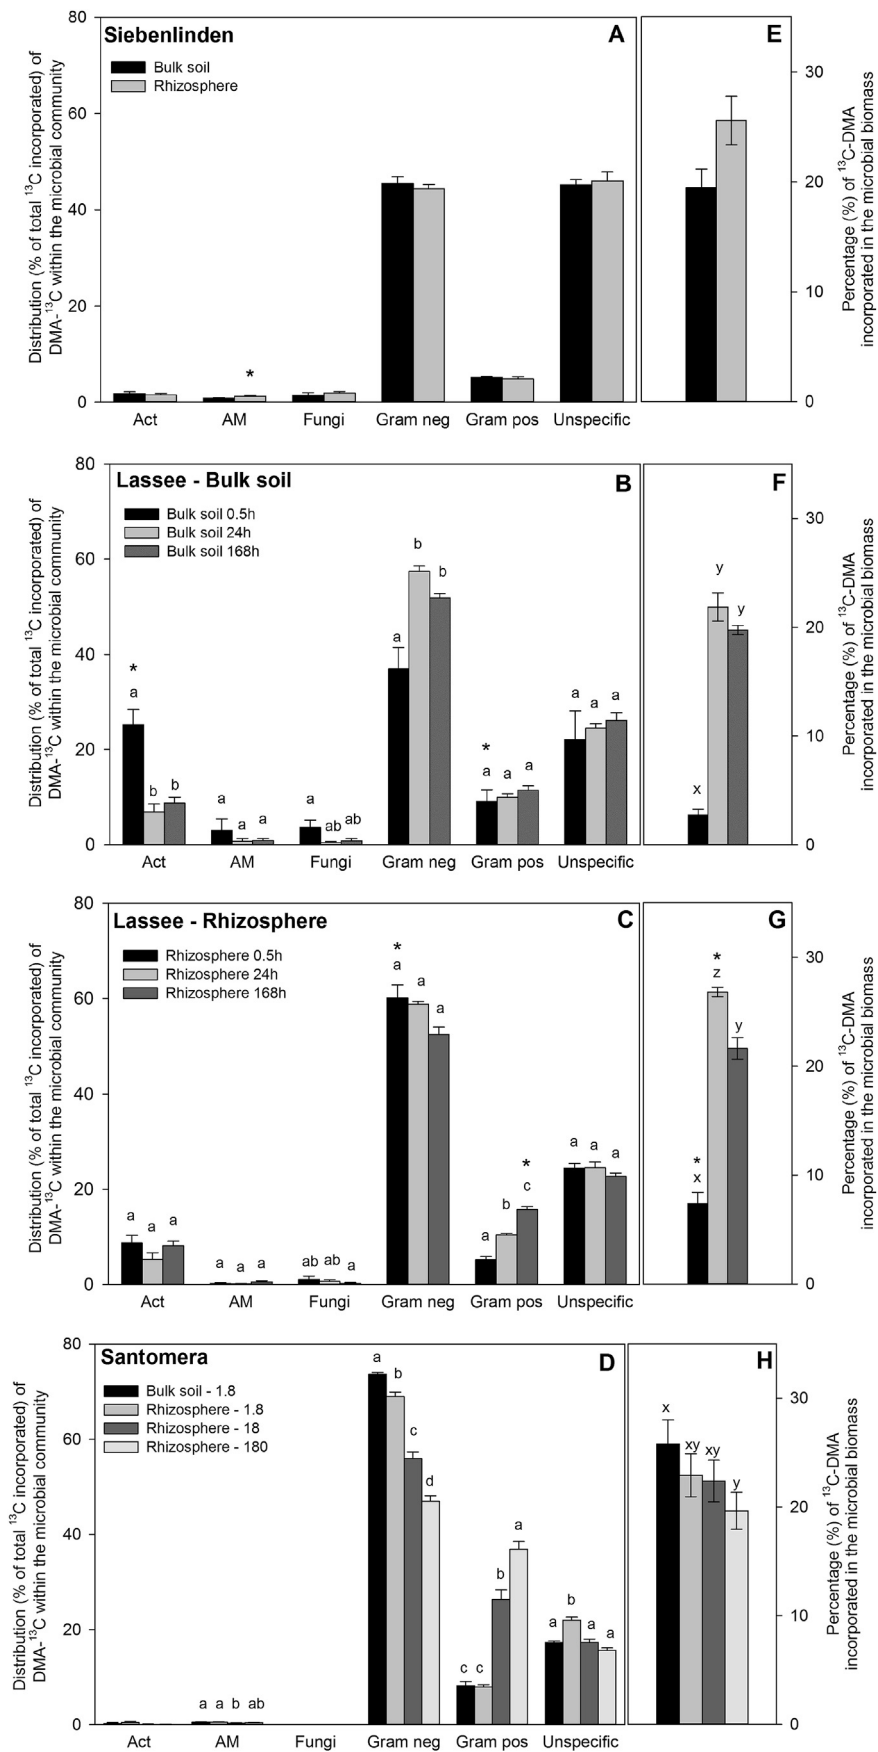 Siebenlinden
A
E
Bulk soil
Rhizosphere
Distribution (% of total ¹³C incorporated) of
DMA-¹³C within the microbial community
80
60
40
20
0
*
Act AM Fungi Gram neg Gram pos Unspecific
30
20
10
0
Percentage (%) of ¹³C-DMA
incorporated in the microbial biomass
Lassee - Bulk soil
B
F
Bulk soil 0.5h
Bulk soil 24h
Bulk soil 168h
Distribution (% of total ¹³C incorporated) of
DMA-¹³C within the microbial community
80
60
40
20
0
*
a b b
a a a
a ab ab
a b b
*
a a a
a a a
Act AM Fungi Gram neg Gram pos Unspecific
x y y
30
20
10
0
Percentage (%) of ¹³C-DMA
incorporated in the microbial biomass
Lassee - Rhizosphere
C
G
Rhizosphere 0.5h
Rhizosphere 24h
Rhizosphere 168h
Distribution (% of total ¹³C incorporated) of
DMA-¹³C within the microbial community
80
60
40
20
0
a a a
a a a
ab ab a
*
a a a
*
a b c
a a a
Act AM Fungi Gram neg Gram pos Unspecific
* *
x z y
30
20
10
0
Percentage (%) of ¹³C-DMA
incorporated in the microbial biomass
Santomera
D
H
Bulk soil - 1.8
Rhizosphere - 1.8
Rhizosphere - 18
Rhizosphere - 180
Distribution (% of total ¹³C incorporated) of
DMA-¹³C within the microbial community
80
60
40
20
0
a a b ab
a b c d
c c b a
a b a a
Act AM Fungi Gram neg Gram pos Unspecific
x xy xy y
30
20
10
0
Percentage (%) of ¹³C-DMA
incorporated in the microbial biomass